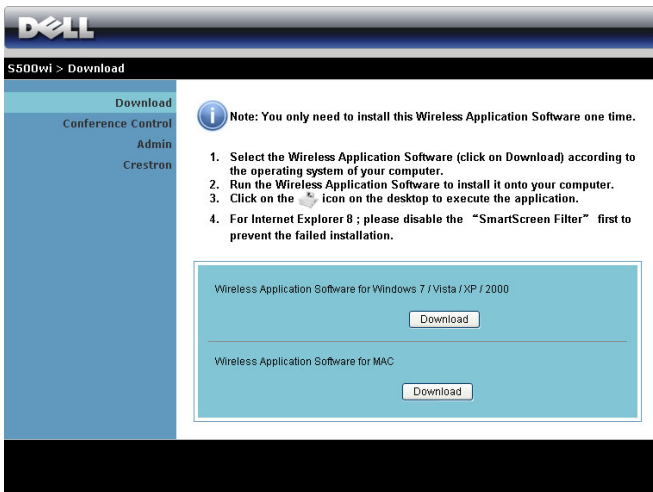 DELL
S500wi > Download
Download
Conference Control
Admin
Crestron
Note: You only need to install this Wireless Application Software one time.
1. Select the Wireless Application Software (click on Download) according to
the operating system of your computer.
2. Run the Wireless Application Software to install it onto your computer.
3. Click on the icon on the desktop to execute the application.
4. For Internet Explorer 8 ; please disable the “SmartScreen Filter” first to
prevent the failed installation.
Wireless Application Software for Windows 7 / Vista / XP / 2000
Download
Wireless Application Software for MAC
Download